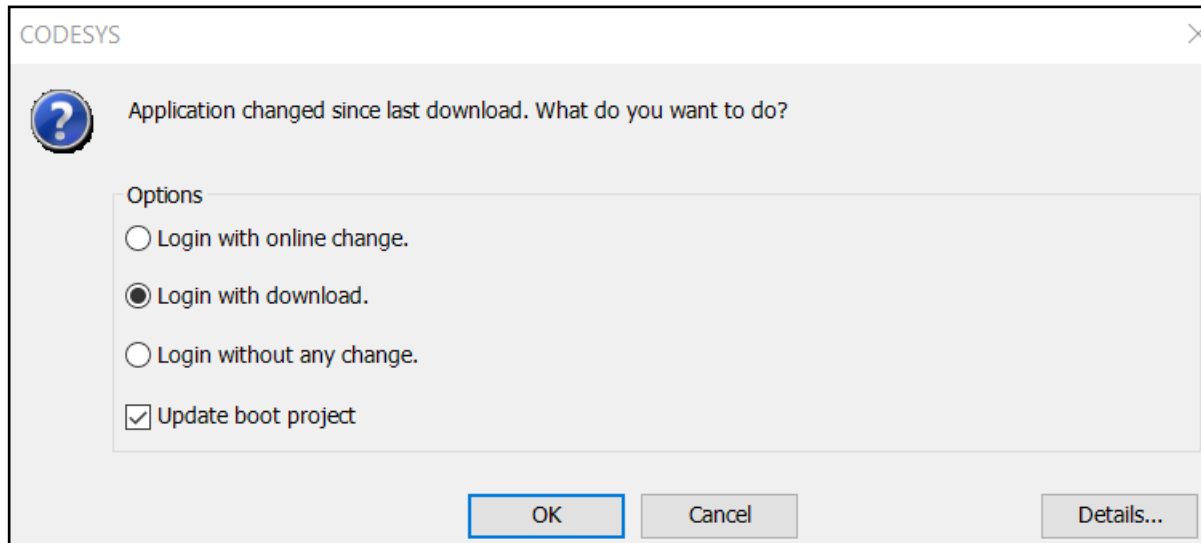 CODESYS
Application changed since last download. What do you want to do?
Options
Login with online change.
Login with download.
Login without any change.
Update boot project
OK Cancel Details...